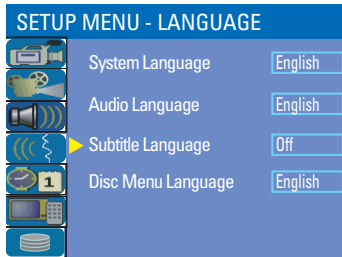 SETUP MENU - LANGUAGE
System Language English
Audio Language English
Subtitle Language Off
Disc Menu Language English
1